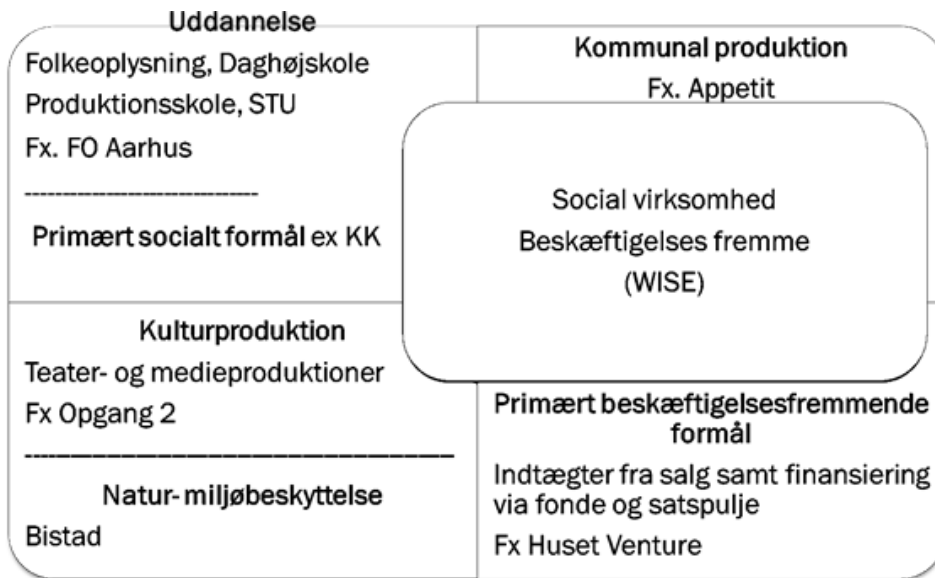 Uddannelse
Folkeoplysning, Daghøjskole
Produktionsskole, STU
Fx. FO Aarhus
-------------------------------
Primært socialt formål ex KK
Kommunal produktion
Fx. Appetit
Social virksomhed
Beskæftigelses fremme
(WISE)
Kulturproduktion
Teater- og medieproduktioner
Fx Opgang 2
-------------------------------------------------------
Natur- miljøbeskyttelse
Bistad
Primært beskæftigelsesfremmende
formål
Indtægter fra salg samt finansiering
via fonde og satspulje
Fx Huset Venture